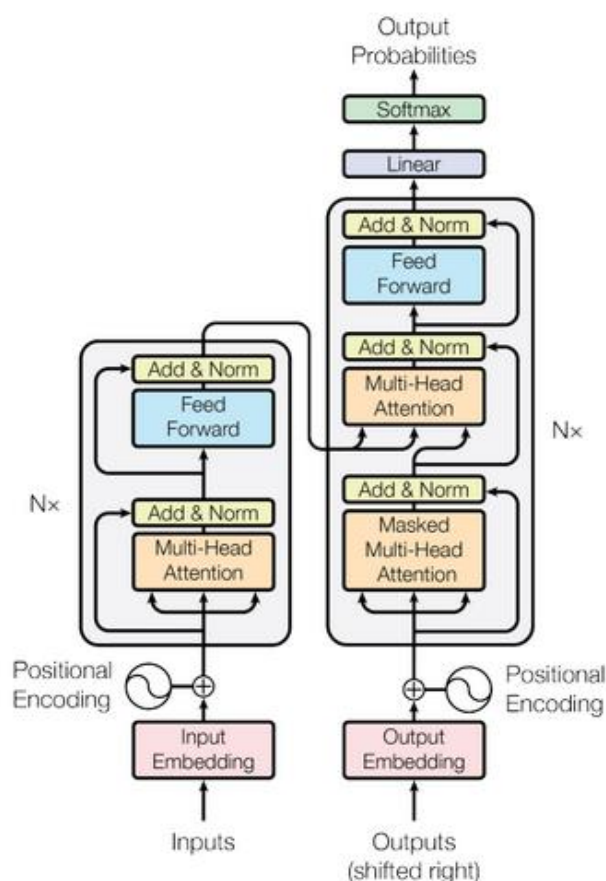 Output
Probabilities
Softmax
Linear
Add & Norm
Feed
Forward
Add & Norm
Multi-Head
Attention
Nx
Add & Norm
Masked
Multi-Head
Attention
Add & Norm
Feed
Forward
Nx
Add & Norm
Multi-Head
Attention
Positional
Encoding
Positional
Encoding
Input
Embedding
Output
Embedding
Inputs
Outputs
(shifted right)